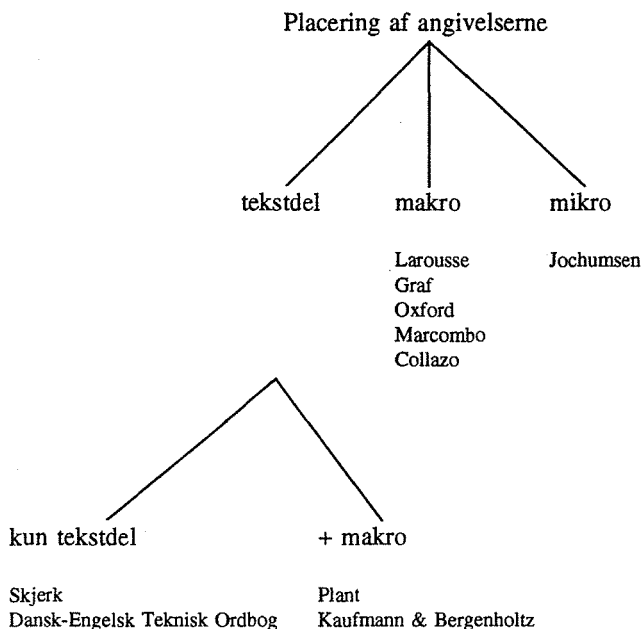 Placering af angivelserne
tekstdel makro mikro
Larousse Jochumsen
Graf
Oxford
Marcombo
Collazo
kun tekstdel + makro
Skjerk Plant
Dansk-Engelsk Teknisk Ordbog Kaufmann & Bergenholtz